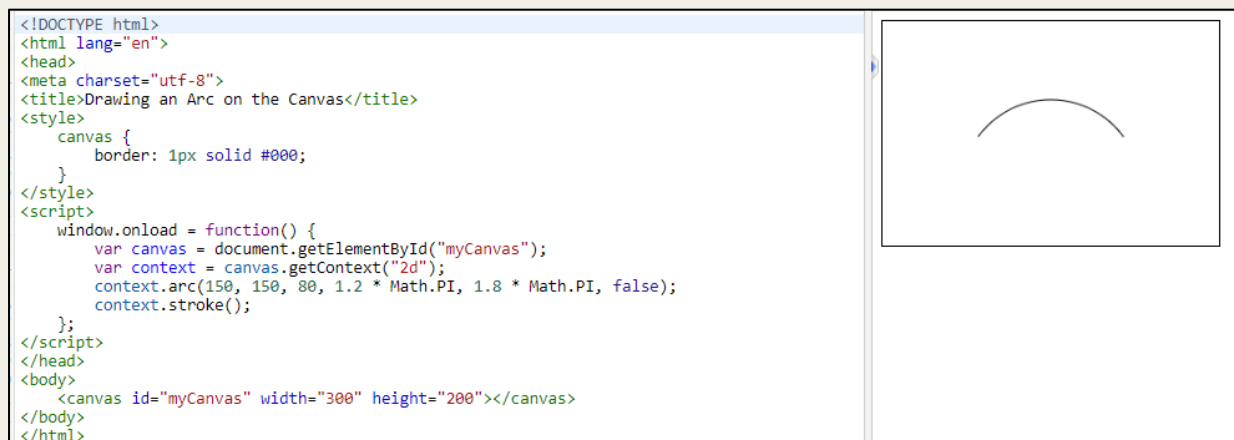 <!DOCTYPE html>
<html lang="en">
<head>
<meta charset="utf-8">
<title>Drawing an Arc on the Canvas</title>
<style>
    canvas {
        border: 1px solid #000;
    }
</style>
<script>
    window.onload = function() {
        var canvas = document.getElementById("myCanvas");
        var context = canvas.getContext("2d");
        context.arc(150, 150, 80, 1.2 * Math.PI, 1.8 * Math.PI, false);
        context.stroke();
    };
</script>
</head>
<body>
    <canvas id="myCanvas" width="300" height="200"></canvas>
</body>
</html>